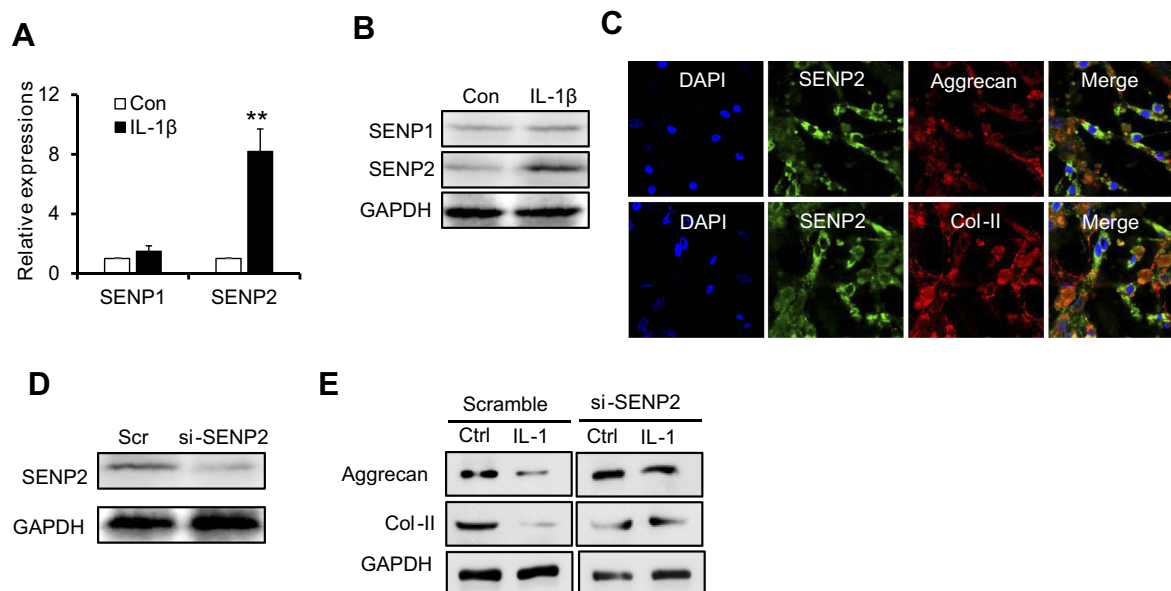 A
Relative expressions
12
8
4
0
Con
IL-1β
**
SENP1
SENP2
B
Con
IL-1β
SENP1
SENP2
GAPDH
C
DAPI
SENP2
Aggrecan
Merge
DAPI
SENP2
Col-II
Merge
D
Scr
si-SENP2
SENP2
GAPDH
E
Scramble
si-SENP2
Ctrl
IL-1
Ctrl
IL-1
Aggrecan
Col-II
GAPDH